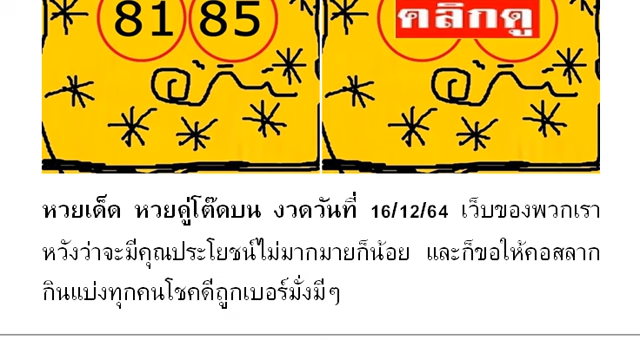 81 85 คลิกดู
หวยเด็ด หวยคู่โต๊ดบน งวดวันที่ 16/12/64 เว็บของพวกเรา
หวังว่าจะมีคุณประโยชน์ไม่มากมายก็น้อย และก็ขอให้คอสลาก
กินแบ่งทุกคนโชคดีถูกเบอร์มั่งมีๆ